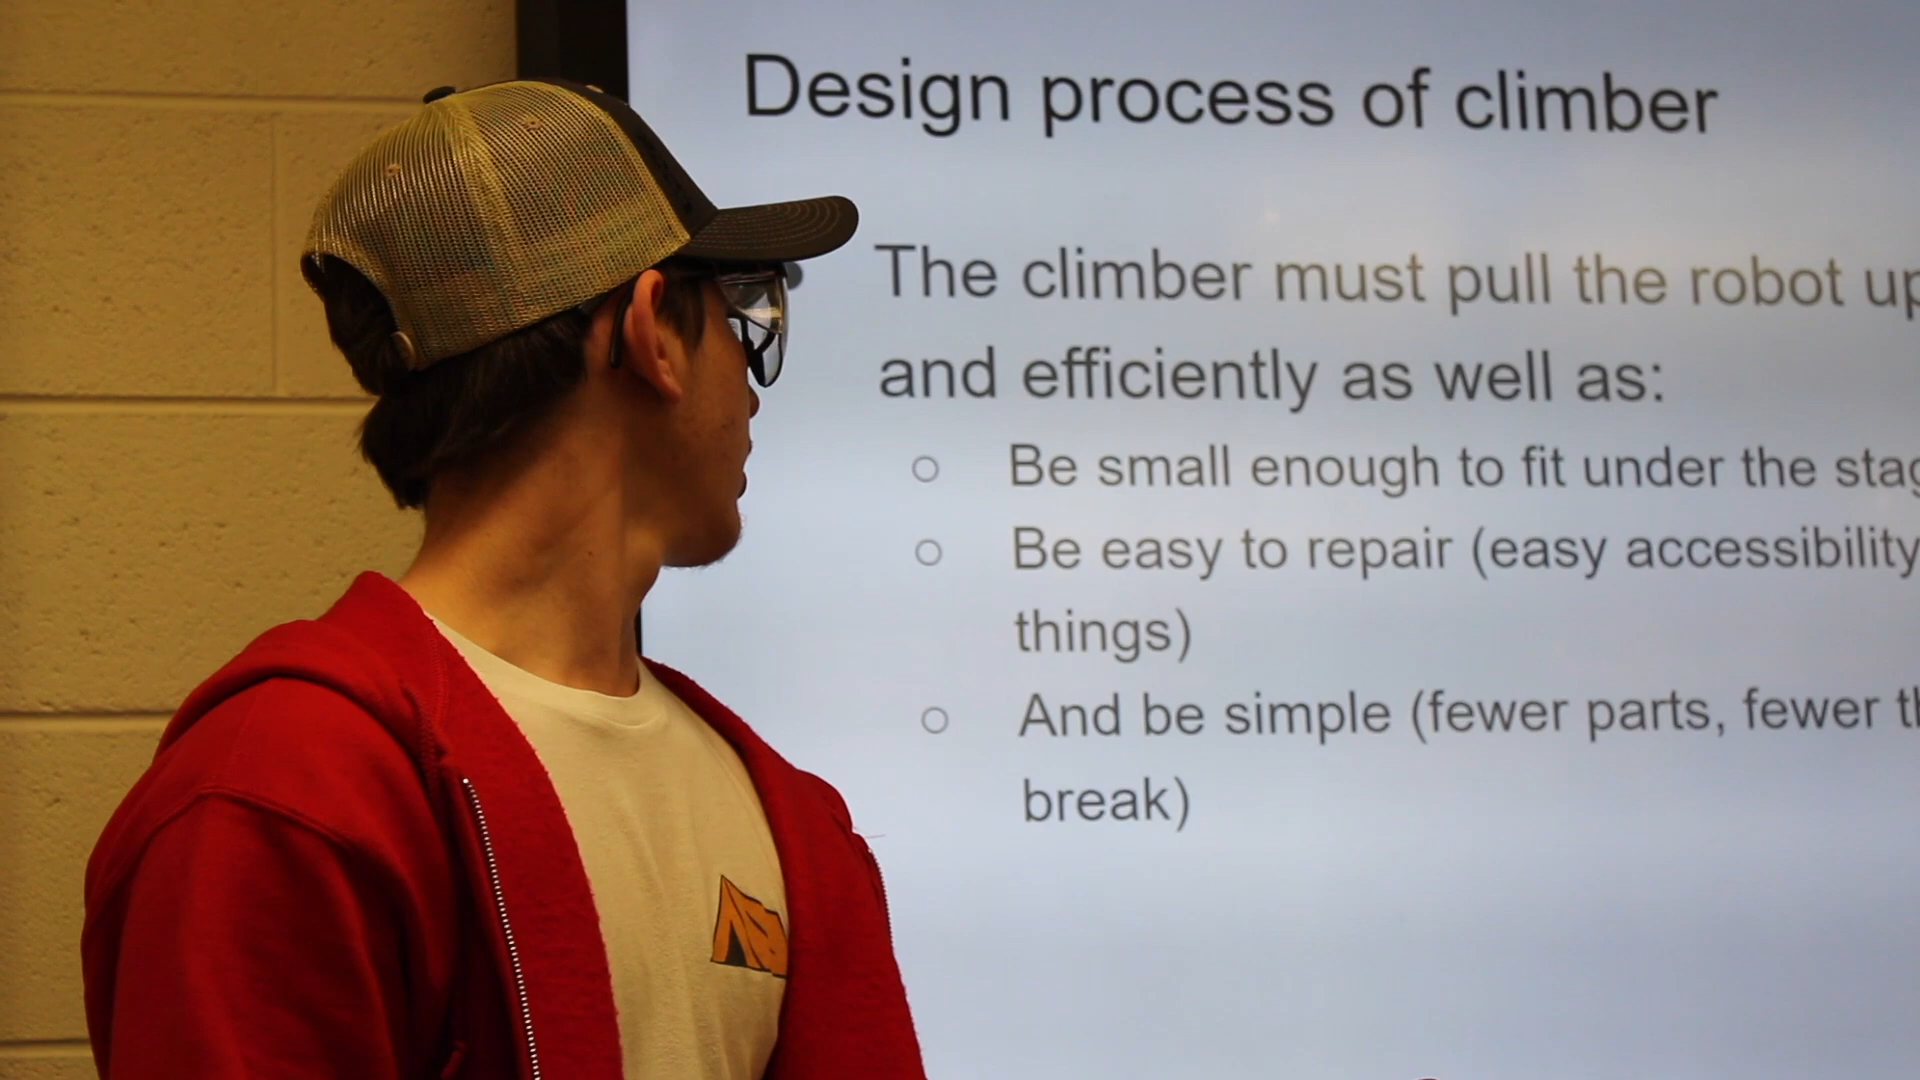 Design process of climber
The climber must pull the robot up
and efficiently as well as:
Be small enough to fit under the
Be easy to repair (easy accessibility
things)
And be simple (fewer parts, fewer
break)